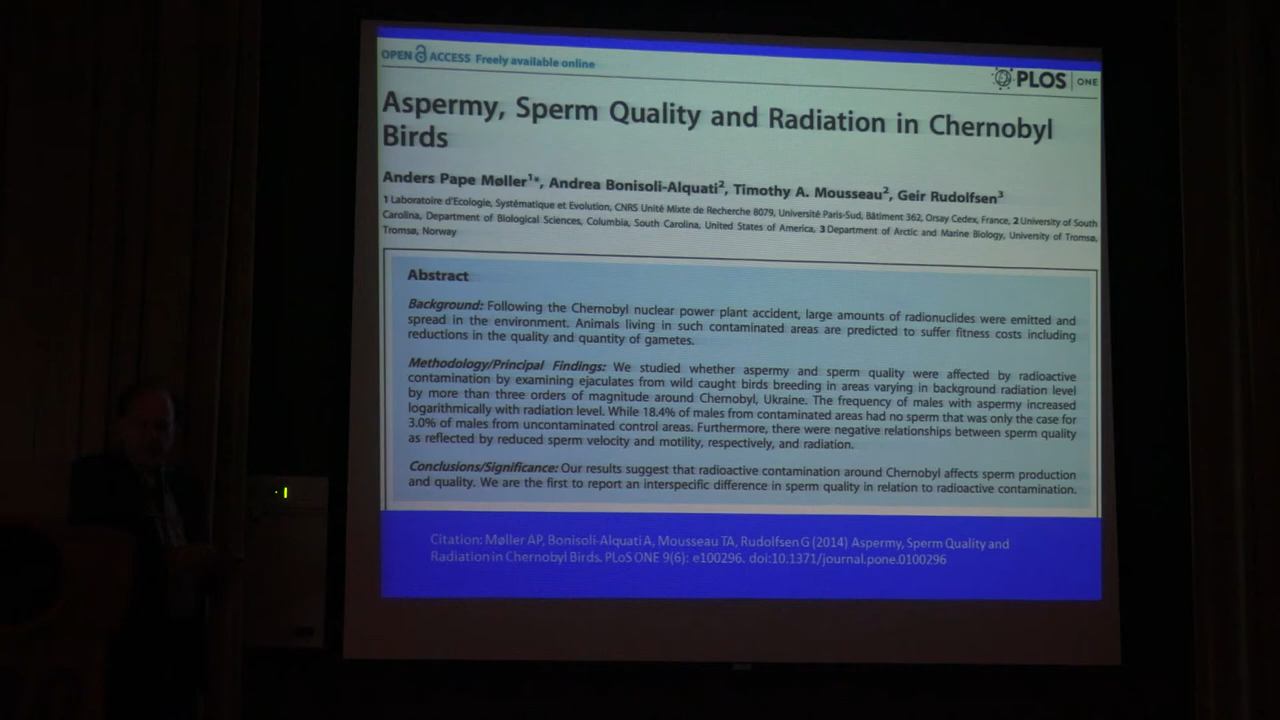 OPEN ACCESS Freely available online
PLOS ONE
Aspermy, Sperm Quality and Radiation in Chernobyl
Birds
Anders Pape Møller1*, Andrea Bonisoli-Alquati2, Timothy A. Mousseau2, Geir Rudolfsen3
1 Laboratoire d'Ecologie, Systématique et Evolution, CNRS Unité Mixte de Recherche 8079, Université Paris-Sud, Bâtiment 362, Orsay Cedex, France, 2 University of South
Carolina, Department of Biological Sciences, Columbia, South Carolina, United States of America, 3 Department of Arctic and Marine Biology, University of Tromsø,
Tromsø, Norway
Abstract
Background: Following the Chernobyl nuclear power plant accident, large amounts of radionuclides were emitted and
spread in the environment. Animals living in such contaminated areas are predicted to suffer fitness costs including
reductions in the quality and quantity of gametes.
Methodology/Principal Findings: We studied whether aspermy and sperm quality were affected by radioactive
contamination by examining ejaculates from wild caught birds breeding in areas varying in background radiation level
by more than three orders of magnitude around Chernobyl, Ukraine. The frequency of males with aspermy increased
logarithmically with radiation level. While 18.4% of males from contaminated areas had no sperm that was only the case for
3.0% of males from uncontaminated control areas. Furthermore, there were negative relationships between sperm quality
as reflected by reduced sperm velocity and motility, respectively, and radiation.
Conclusions/Significance: Our results suggest that radioactive contamination around Chernobyl affects sperm production
and quality. We are the first to report an interspecific difference in sperm quality in relation to radioactive contamination.
Citation: Møller AP, Bonisoli-Alquati A, Mousseau TA, Rudolfsen G (2014) Aspermy, Sperm Quality and
Radiation in Chernobyl Birds. PLoS ONE 9(6): e100296. doi:10.1371/journal.pone.0100296